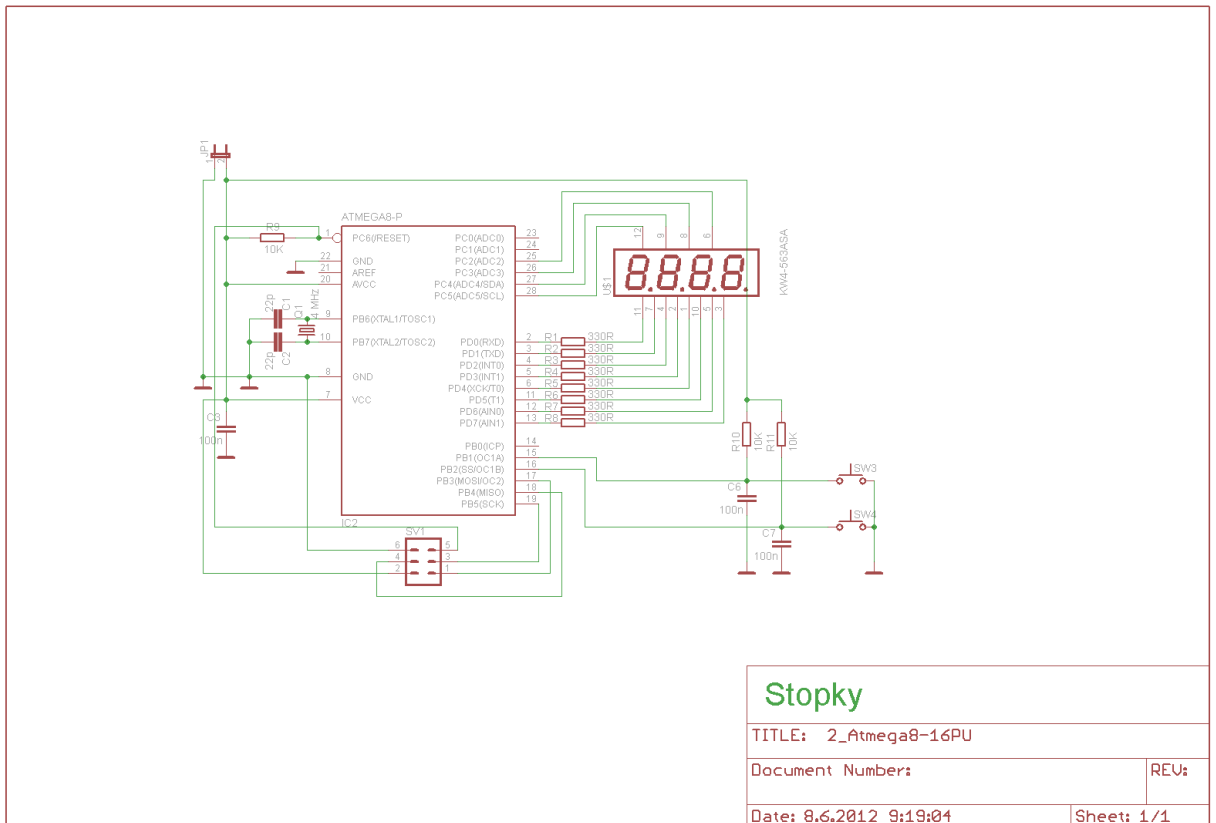 JP1
1
2
ATMEGA8-P
R9
10K
1
PC6(/RESET)
22
GND
21
AREF
20
AVCC
22p
C1
Q1
4 MHz
9
PB6(XTAL1/TOSC1)
10
PB7(XTAL2/TOSC2)
22p
C2
8
GND
7
VCC
C3
100n
PC0(ADC0)
23
PC1(ADC1)
24
PC2(ADC2)
25
PC3(ADC3)
26
PC4(ADC4/SDA)
27
PC5(ADC5/SCL)
28
PD0(RXD)
2
R1
330R
PD1(TXD)
3
R2
330R
PD2(INT0)
4
R3
330R
PD3(INT1)
5
R4
330R
PD4(XCK/T0)
6
R5
330R
PD5(T1)
11
R6
330R
PD6(AIN0)
12
R7
330R
PD7(AIN1)
13
R8
330R
PB0(ICP)
14
PB1(OC1A)
15
PB2(SS/OC1B)
16
PB3(MOSI/OC2)
17
PB4(MISO)
18
PB5(SCK)
19
IC2
12
9
8
6
8.8.8.8.
U$1
KW4-563ASA
11
7
4
2
1
10
5
3
R10
10K
R11
10K
C6
100n
C7
100n
SW3
SW4
SV1
6
5
4
3
2
1
Stopky
TITLE: 2_Atmega8-16PU
Document Number:
REV:
Date: 8.6.2012 9:19:04
Sheet: 1/1